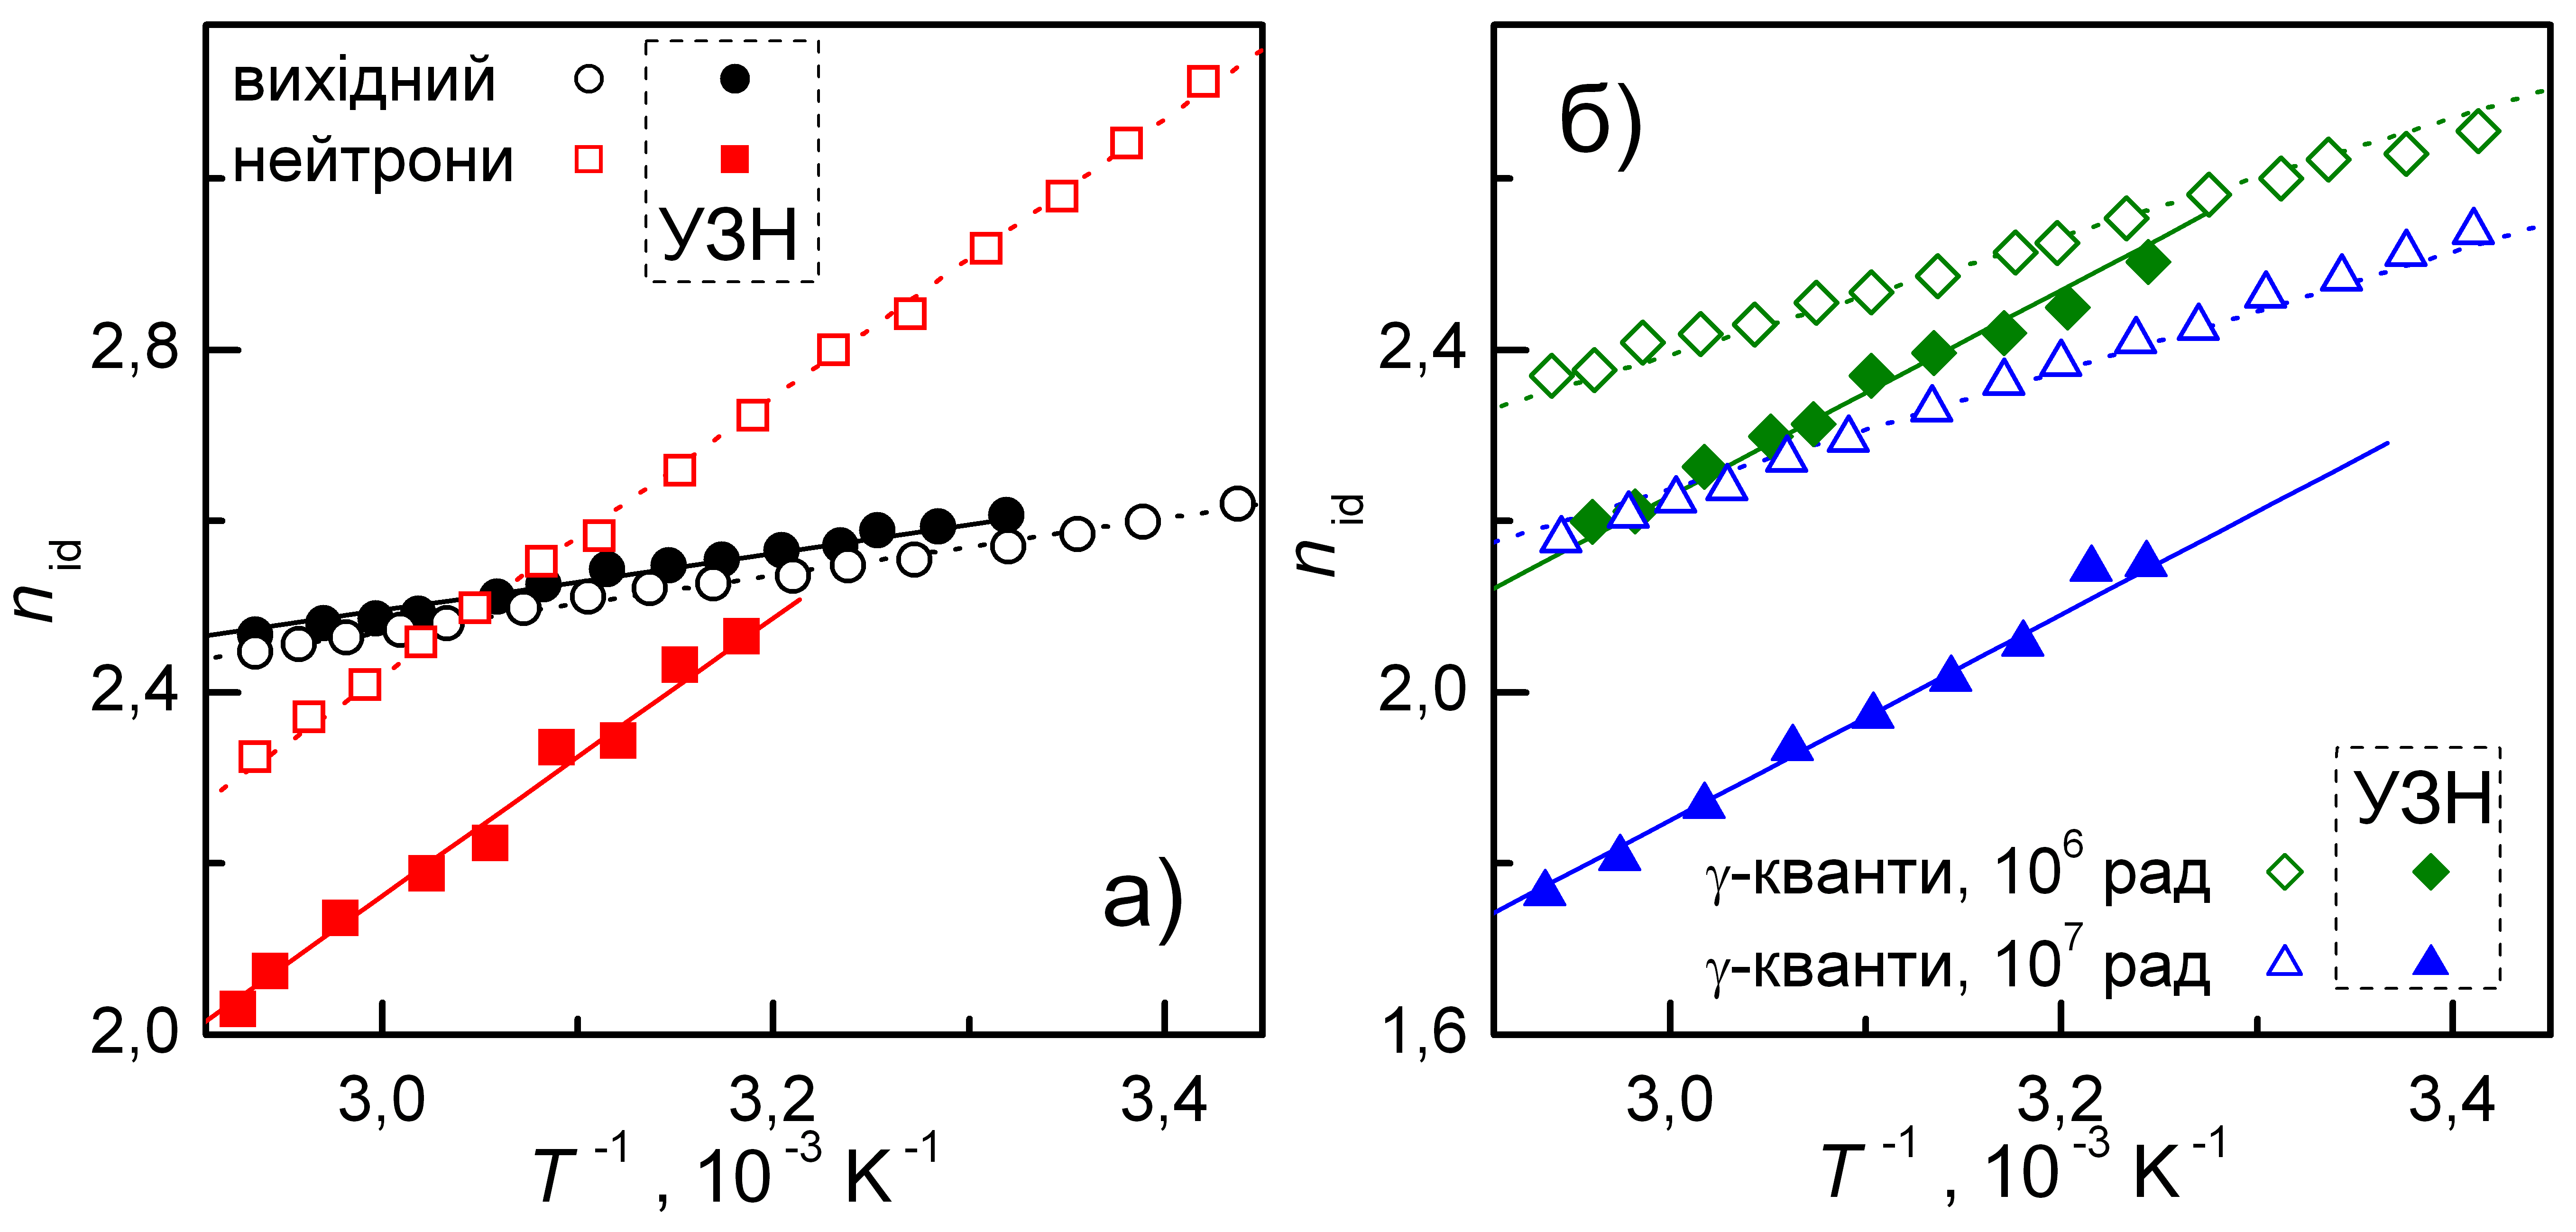 вихідний
нейтрони
УЗН
2,8
2,4
2,0
n id
а)
3,0 3,2 3,4
T -1 , 10 -3 K -1
б)
2,4
2,0
1,6
n id
УЗН
γ-кванти, 10 6 рад
γ-кванти, 10 7 рад
3,0 3,2 3,4
T -1 , 10 -3 K -1